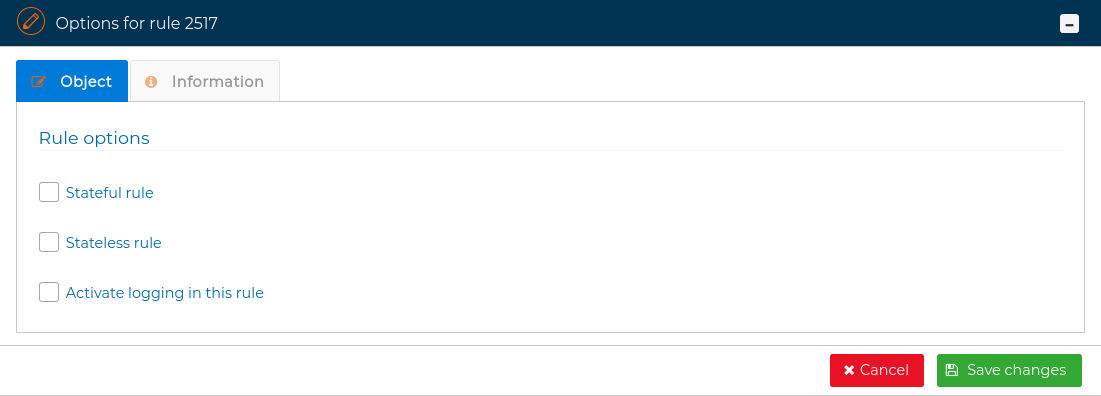 Options for rule 2517
Object
Information
Rule options
Stateful rule
Stateless rule
Activate logging in this rule
Cancel
Save changes